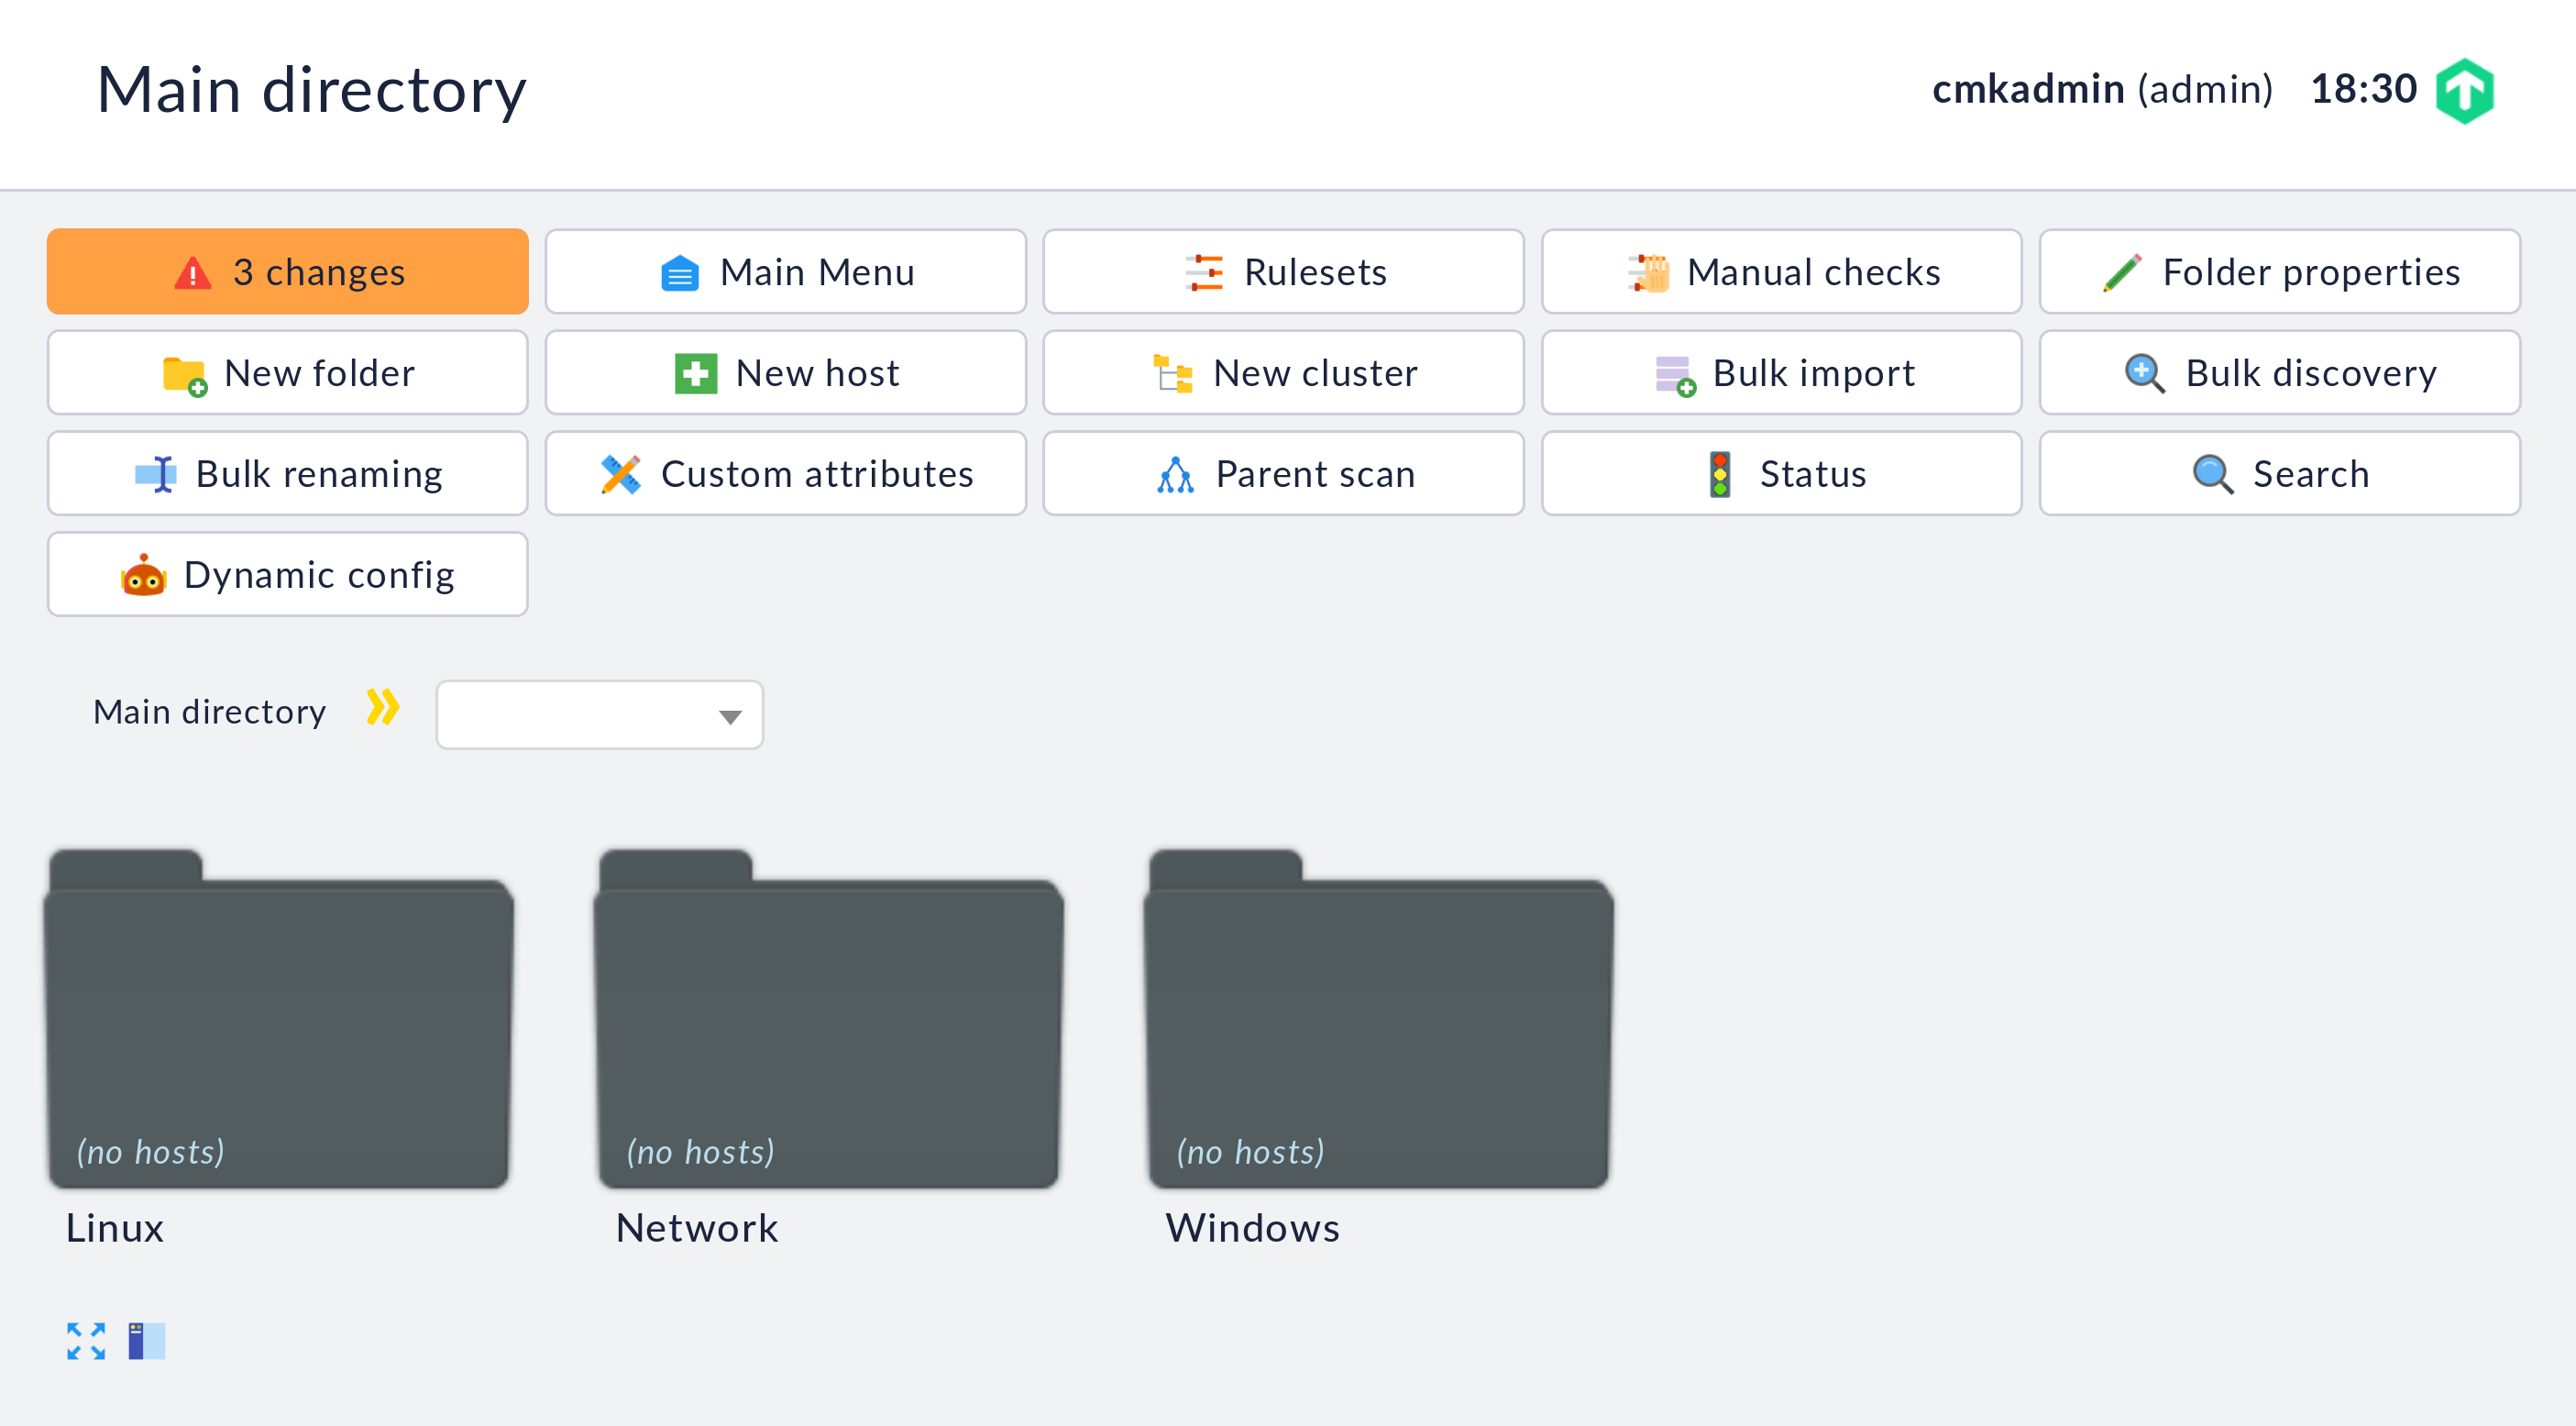 Main directory
cmkadmin (admin) 18:30
3 changes
Main Menu
Rulesets
Manual checks
Folder properties
New folder
New host
New cluster
Bulk import
Bulk discovery
Bulk renaming
Custom attributes
Parent scan
Status
Search
Dynamic config
Main directory
(no hosts)
(no hosts)
(no hosts)
Linux
Network
Windows